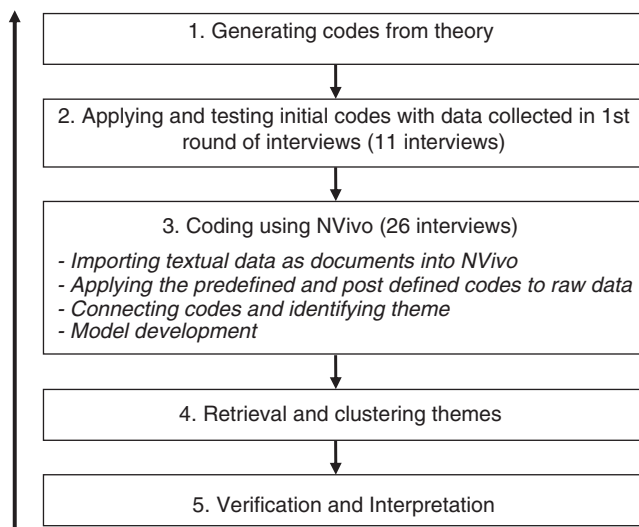 1. Generating codes from theory
2. Applying and testing initial codes with data collected in 1st
round of interviews (11 interviews)
3. Coding using NVivo (26 interviews)
- Importing textual data as documents into NVivo
- Applying the predefined and post defined codes to raw data
- Connecting codes and identifying theme
- Model development
4. Retrieval and clustering themes
5. Verification and Interpretation